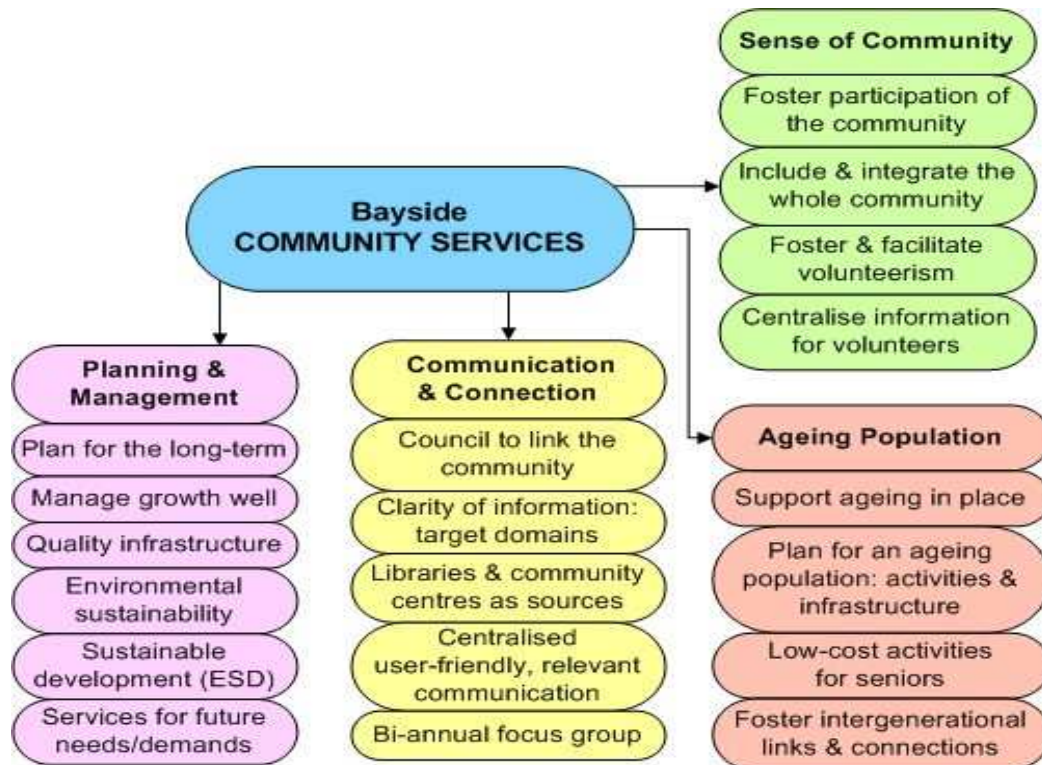 Bayside
COMMUNITY SERVICES
Sense of Community
Foster participation of
the community
Include & integrate the
whole community
Foster & facilitate
volunteerism
Centralise information
for volunteers
Planning &
Management
Plan for the long-term
Manage growth well
Quality infrastructure
Environmental
sustainability
Sustainable
development (ESD)
Services for future
needs/demands
Communication
& Connection
Council to link the
community
Clarity of information:
target domains
Libraries & community
centres as sources
Centralised
user-friendly, relevant
communication
Bi-annual focus group
Ageing Population
Support ageing in place
Plan for an ageing
population: activities &
infrastructure
Low-cost activities
for seniors
Foster intergenerational
links & connections